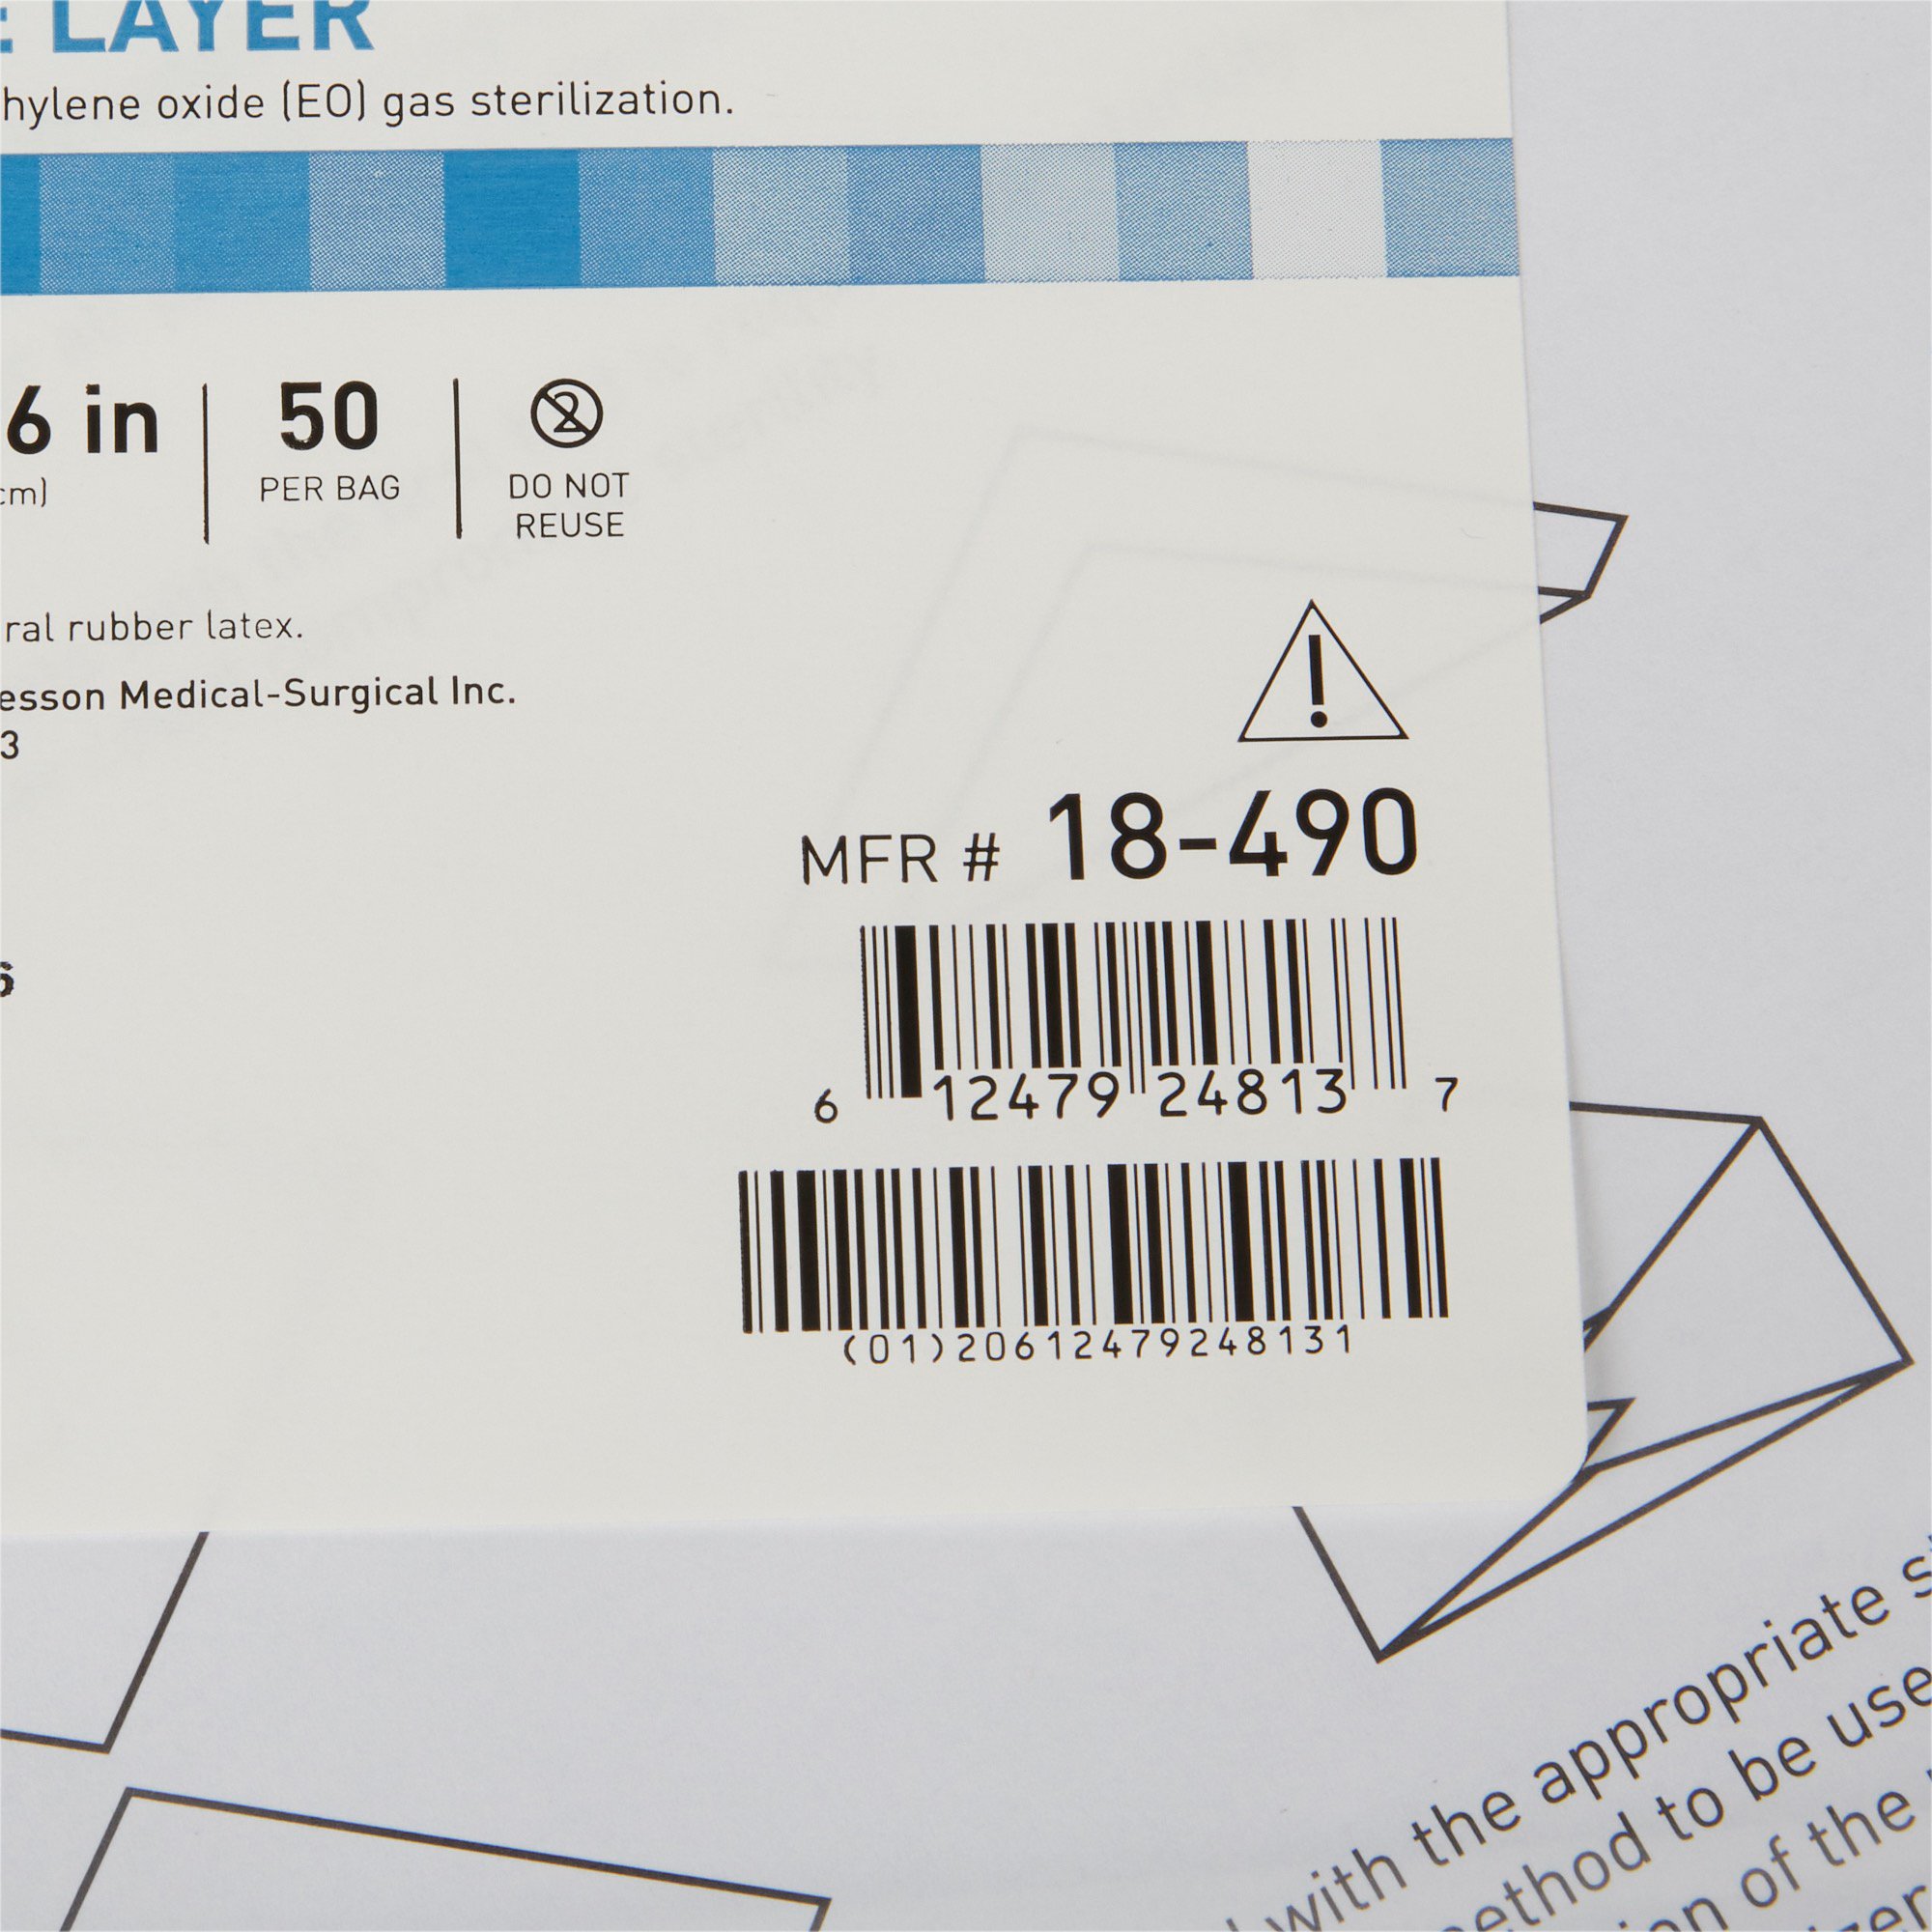 LAYER
hylene oxide (EO) gas sterilization.
6 in
cm)
50
PER BAG
DO NOT
REUSE
ral rubber latex.
esson Medical-Surgical Inc.
3
MFR # 18-490
6 12479 24813 7
(01)20612479248131
with the appropriate s
ethod to be use
on of the